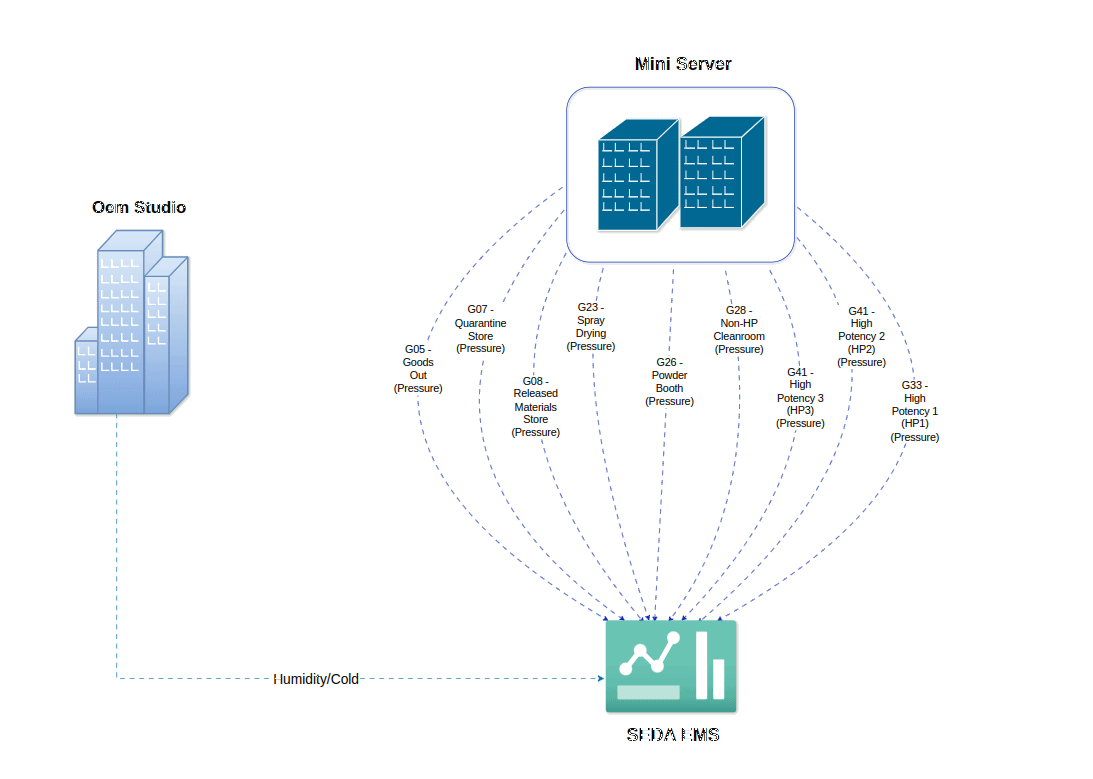 Mini Server
Oem Studio
G05 -
Goods
Out
(Pressure)
G07 -
Quarantine
Store
(Pressure)
G08 -
Released
Materials
Store
(Pressure)
G23 -
Spray
Drying
(Pressure)
G26 -
Powder
Booth
(Pressure)
G28 -
Non-HP
Cleanroom
(Pressure)
G41 -
High
Potency 3
(HP3)
(Pressure)
G41 -
High
Potency 2
(HP2)
(Pressure)
G33 -
High
Potency 1
(HP1)
(Pressure)
Humidity/Cold
SEDA EMS